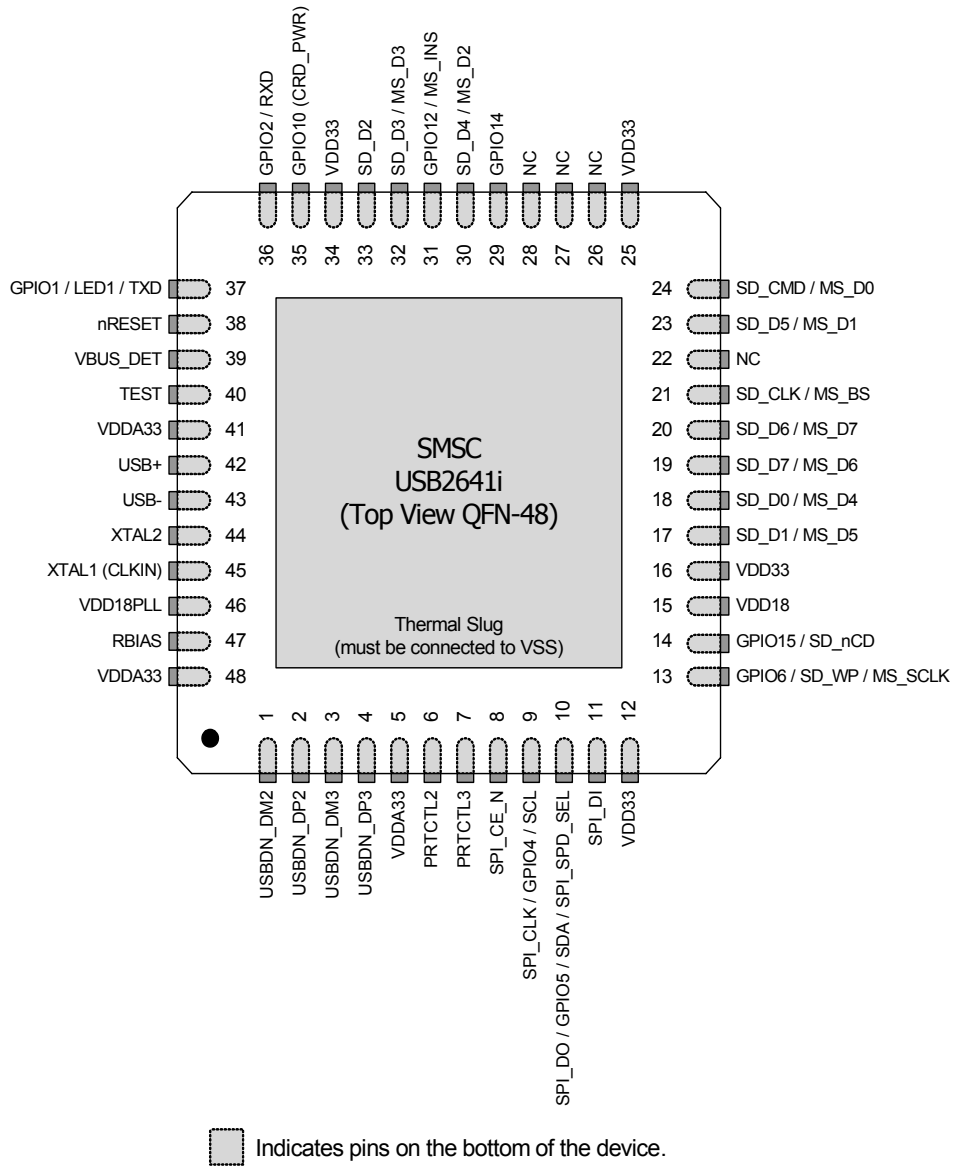 GPIO2 / RXD
GPIO10 (CRD_PWR)
VDD33
SD_D2
SD_D3 / MS_D3
GPIO12 / MS_INS
SD_D4 / MS_D2
GPIO14
NC
NC
NC
VDD33
36
35
34
33
32
31
30
29
28
27
26
25
GPIO1 / LED1 / TXD 37
nRESET 38
VBUS_DET 39
TEST 40
VDDA33 41
USB+ 42
USB- 43
XTAL2 44
XTAL1 (CLKIN) 45
VDD18PLL 46
RBIAS 47
VDDA33 48
SMSC
USB2641i
(Top View QFN-48)
Thermal Slug
(must be connected to VSS)
24 SD_CMD / MS_D0
23 SD_D5 / MS_D1
22 NC
21 SD_CLK / MS_BS
20 SD_D6 / MS_D7
19 SD_D7 / MS_D6
18 SD_D0 / MS_D4
17 SD_D1 / MS_D5
16 VDD33
15 VDD18
14 GPIO15 / SD_nCD
13 GPIO6 / SD_WP / MS_SCLK
1
2
3
4
5
6
7
8
9
10
11
12
USBDN_DM2
USBDN_DP2
USBDN_DM3
USBDN_DP3
VDDA33
PRTCTL2
PRTCTL3
SPI_CE_N
SPI_CLK / GPIO4 / SCL
SPI_DO / GPIO5 / SDA / SPI_SPD_SEL
SPI_DI
VDD33
Indicates pins on the bottom of the device.